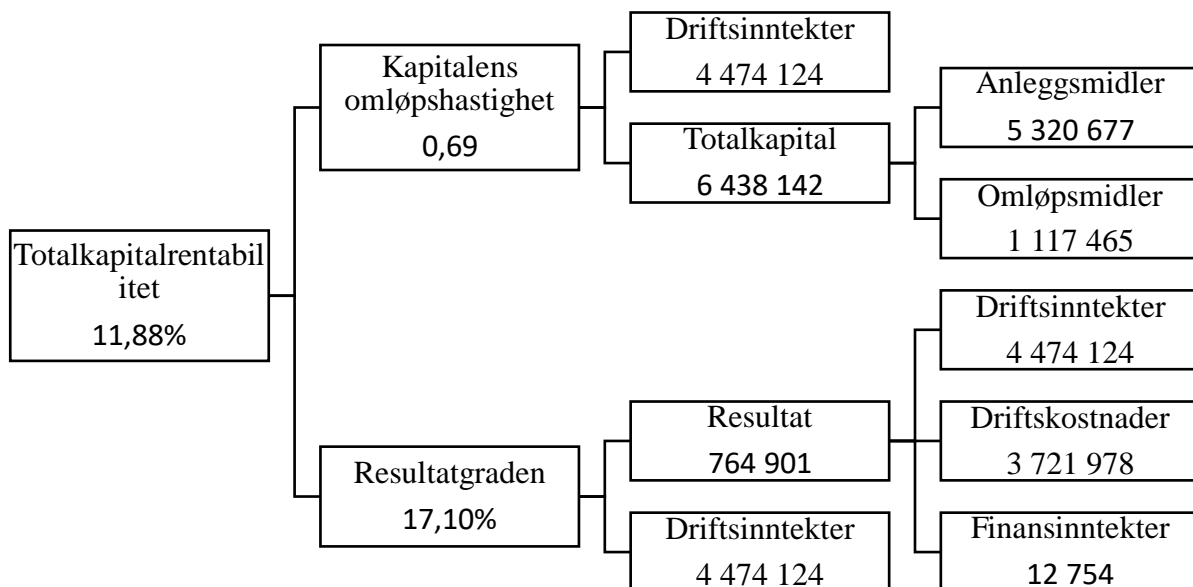 Totalkapitalrentabil
itet
11,88%
Kapitalens
omløpshastighet
0,69
Driftsinntekter
4 474 124
Totalkapital
6 438 142
Anleggsmidler
5 320 677
Omløpsmidler
1 117 465
Resultatgraden
17,10%
Resultat
764 901
Driftsinntekter
4 474 124
Driftskostnader
3 721 978
Finansinntekter
12 754
Driftsinntekter
4 474 124